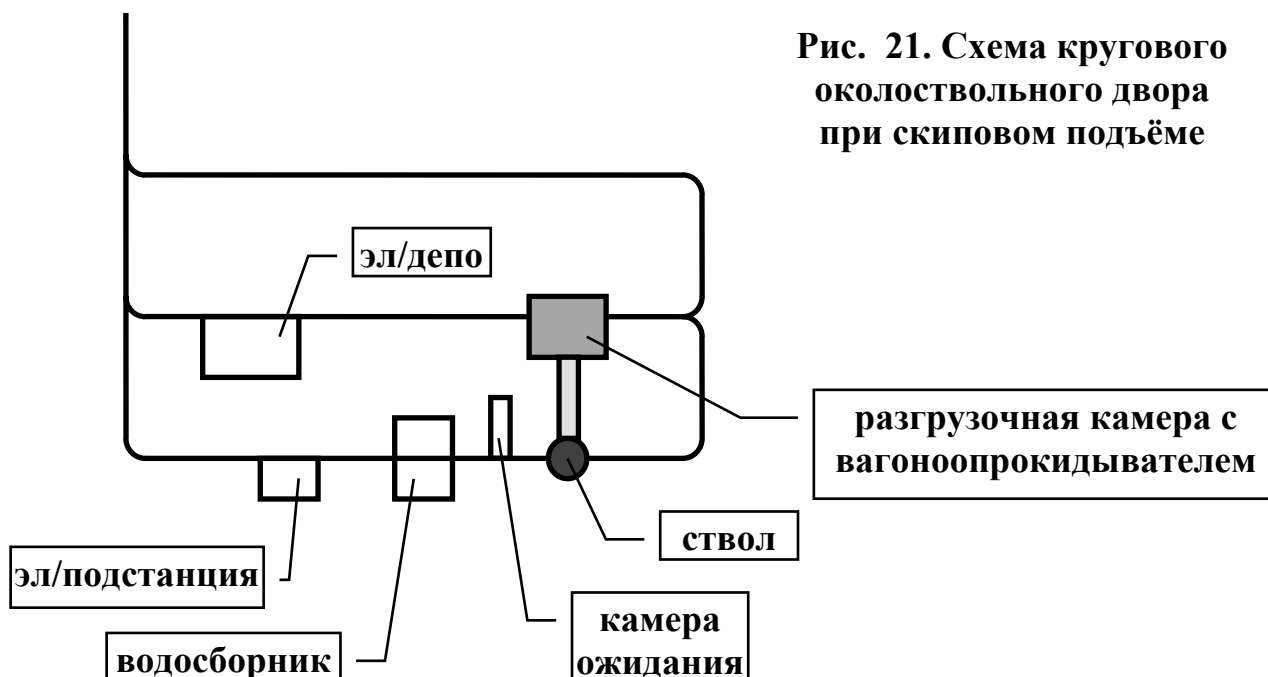 Рис. 21. Схема кругового
околоствольного двора
при скиповом подъёме
эл/депо
разгрузочная камера с
вагоноопрокидывателем
ствол
эл/подстанция
камера
ожидания
водосборник